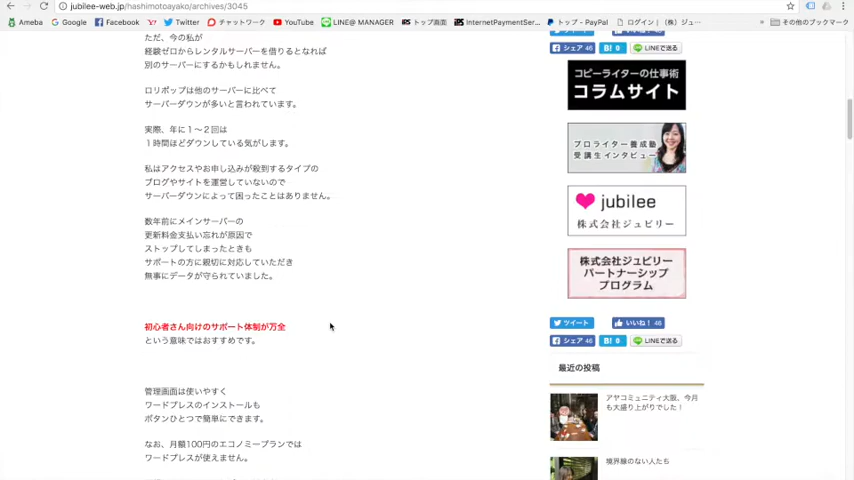 jubilee-web.jp/hashimotoayako/archives/3045
Ameba
Google
Facebook
Twitter
チャットワーク
YouTube
LINE@ MANAGER
トップ画面
InternetPaymentSer...
トップ - PayPal
ログイン｜(株)ジュ...
» その他のブックマーク
ただ、今の私が
経験ゼロからレンタルサーバーを借りるとなれば
別のサーバーにするかもしれません。
ロリポップは他のサーバーに比べて
サーバーダウンが多いと言われています。
実際、年に１〜２回は
１時間ほどダウンしている気がします。
私はアクセスやお申し込みが殺到するタイプの
ブログやサイトを運営していないので
サーバーダウンによって困ったことはありません。
数年前にメインサーバーの
更新料金支払い忘れが原因で
ストップしてしまったときも
サポートの方に親切に対応していただき
無事にデータが守られていました。
初心者さん向けのサポート体制が万全
という意味ではおすすめです。
管理画面は使いやすく
ワードプレスのインストールも
ボタンひとつで簡単にできます。
なお、月額100円のエコノミープランでは
ワードプレスが使えません。
シェア 46
B! 0
LINEで送る
コピーライターの仕事術
コラムサイト
プロライター養成塾
受講生インタビュー
jubilee
株式会社ジュビリー
株式会社ジュビリー
パートナーシップ
プログラム
ツイート
いいね！ 46
シェア 46
B! 0
LINEで送る
最近の投稿
アヤコミュニティ大阪、今月
も大盛り上がりでした！
境界線のない人たち